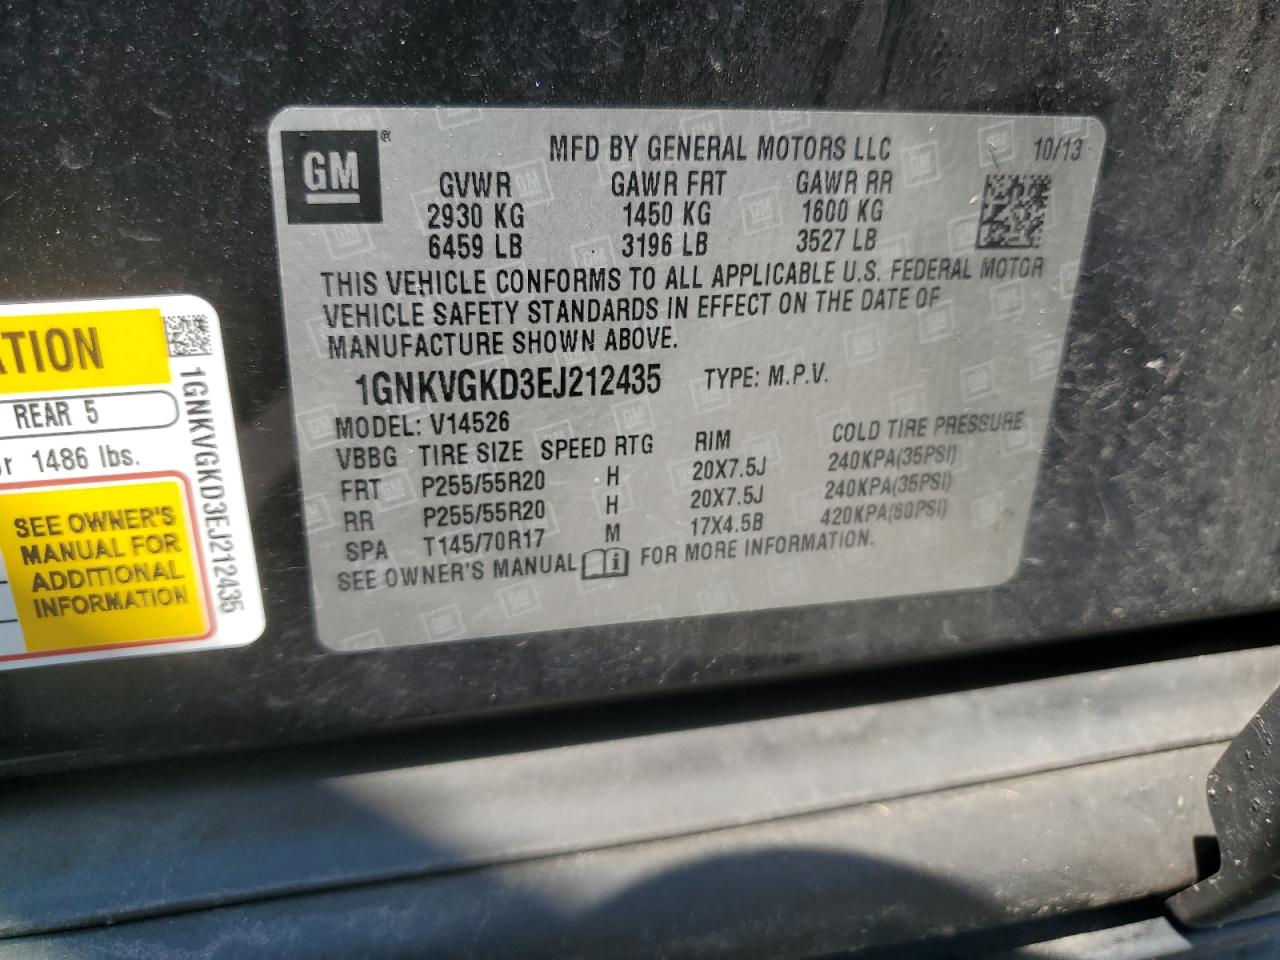 GM®
MFD BY GENERAL MOTORS LLC 10/13
GVWR GAWR FRT GAWR RR
2930 KG 1450 KG 1600 KG
6459 LB 3196 LB 3527 LB
THIS VEHICLE CONFORMS TO ALL APPLICABLE U.S. FEDERAL MOTOR
VEHICLE SAFETY STANDARDS IN EFFECT ON THE DATE OF
MANUFACTURE SHOWN ABOVE.
1GNKVGKD3EJ212435 TYPE: M.P.V.
MODEL: V14526
VBBG TIRE SIZE SPEED RTG RIM COLD TIRE PRESSURE
FRT P255/55R20 H 20X7.5J 240KPA(35PSI)
RR P255/55R20 H 20X7.5J 240KPA(35PSI)
SPA T145/70R17 M 17X4.5B 420KPA(60PSI)
SEE OWNER'S MANUAL FOR MORE INFORMATION.
ATION
REAR 5
r 1486 lbs.
SEE OWNER'S
MANUAL FOR
ADDITIONAL
INFORMATION
1GNKVGKD3EJ212435